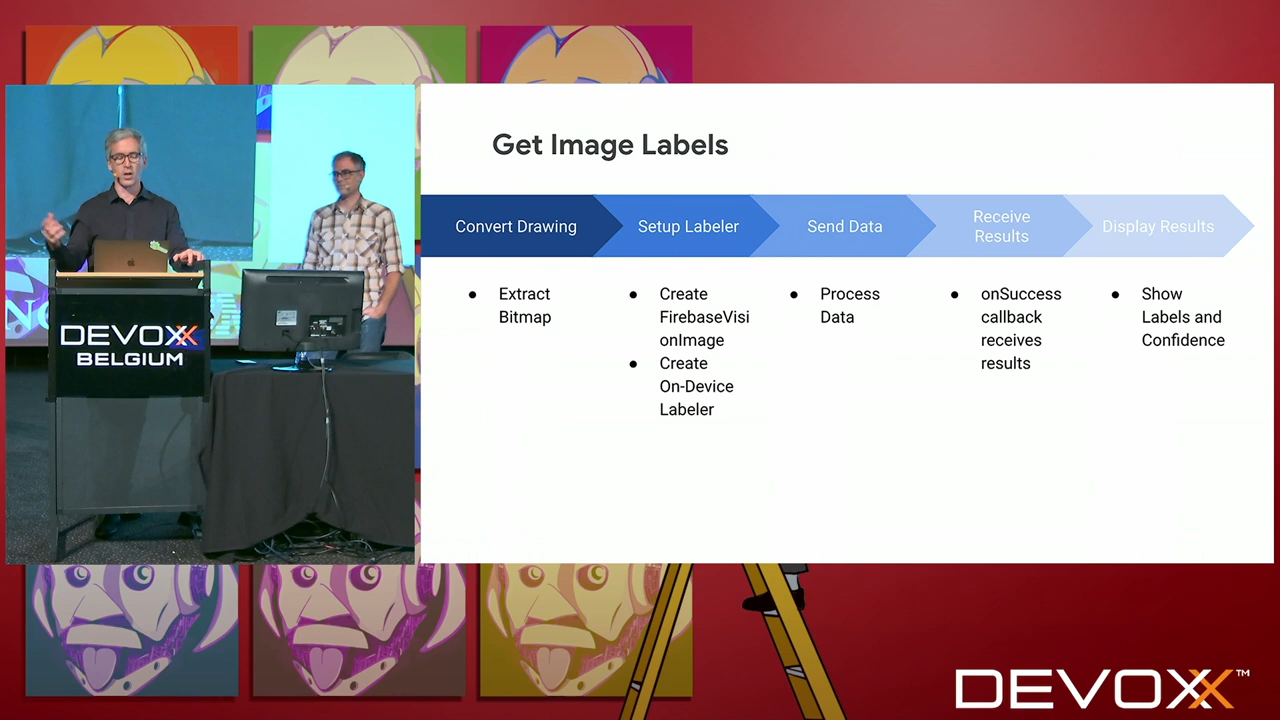 Get Image Labels
Convert Drawing
Setup Labeler
Send Data
Receive
Results
Display Results
● Extract
Bitmap
● Create
FirebaseVisi
onImage
● Create
On-Device
Labeler
● Process
Data
● onSuccess
callback
receives
results
● Show
Labels and
Confidence
DEVOXX
BELGIUM
DEVOXX™